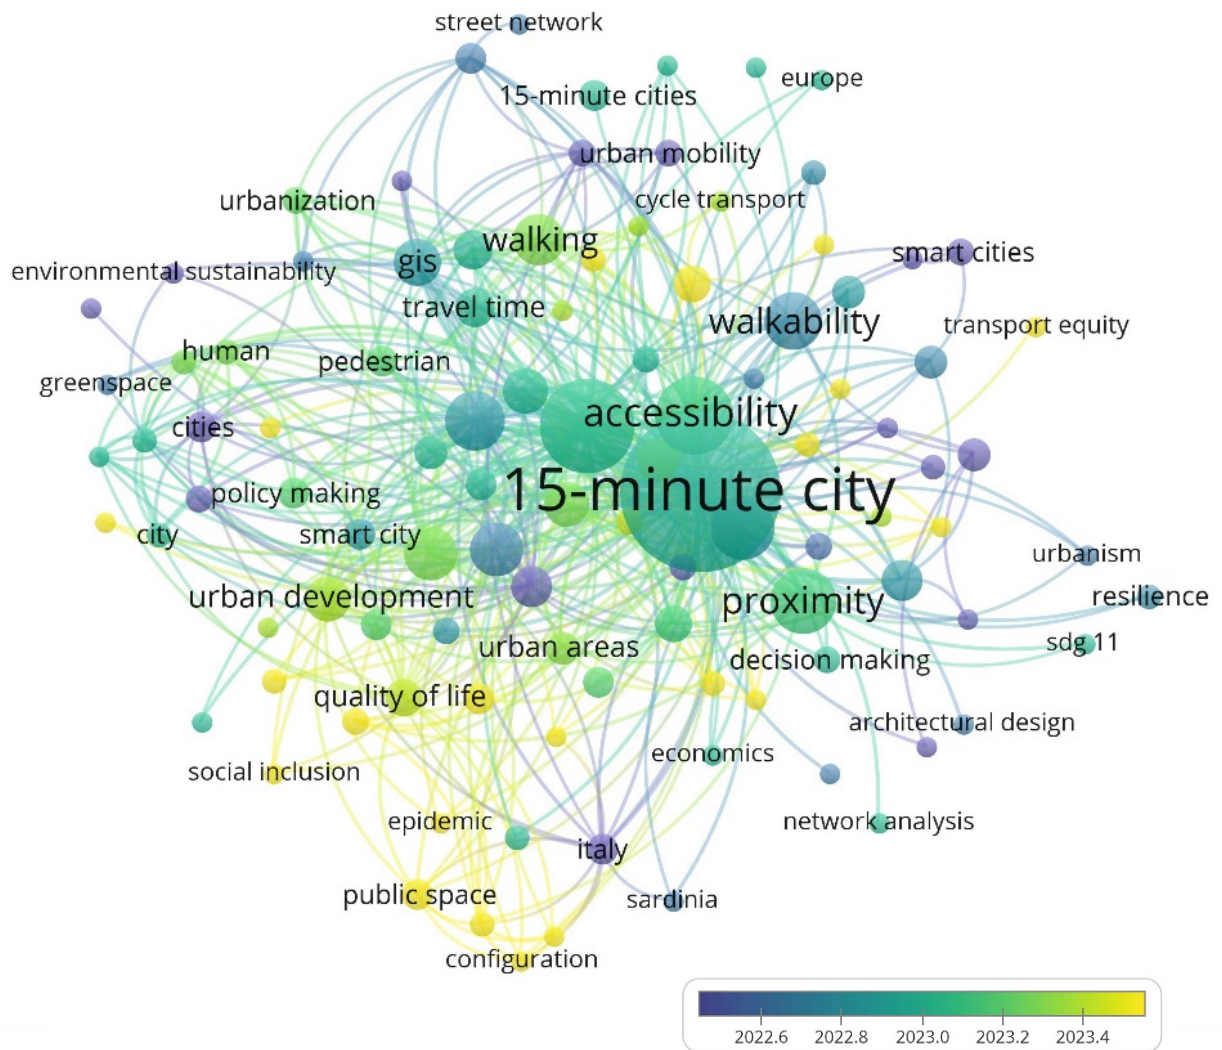 street network
15-minute cities
europe
urban mobility
urbanization
cycle transport
walking
smart cities
gis
environmental sustainability
travel time
walkability
transport equity
human
pedestrian
greenspace
accessibility
cities
15-minute city
policy making
city
smart city
urbanism
urban development
proximity
resilience
urban areas
sdg 11
decision making
quality of life
architectural design
economics
social inclusion
epidemic
network analysis
italy
public space
sardinia
configuration
2022.6 2022.8 2023.0 2023.2 2023.4